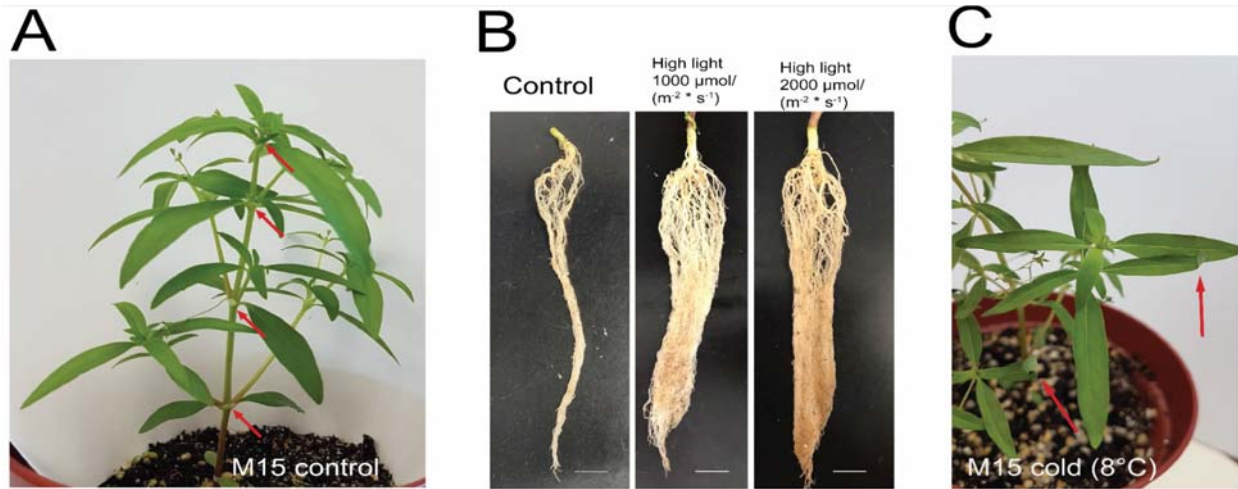 A
B
C
Control
High light
1000 μmol/
(m⁻² * s⁻¹)
High light
2000 μmol/
(m⁻² * s⁻¹)
M15 control
M15 cold (8°C)